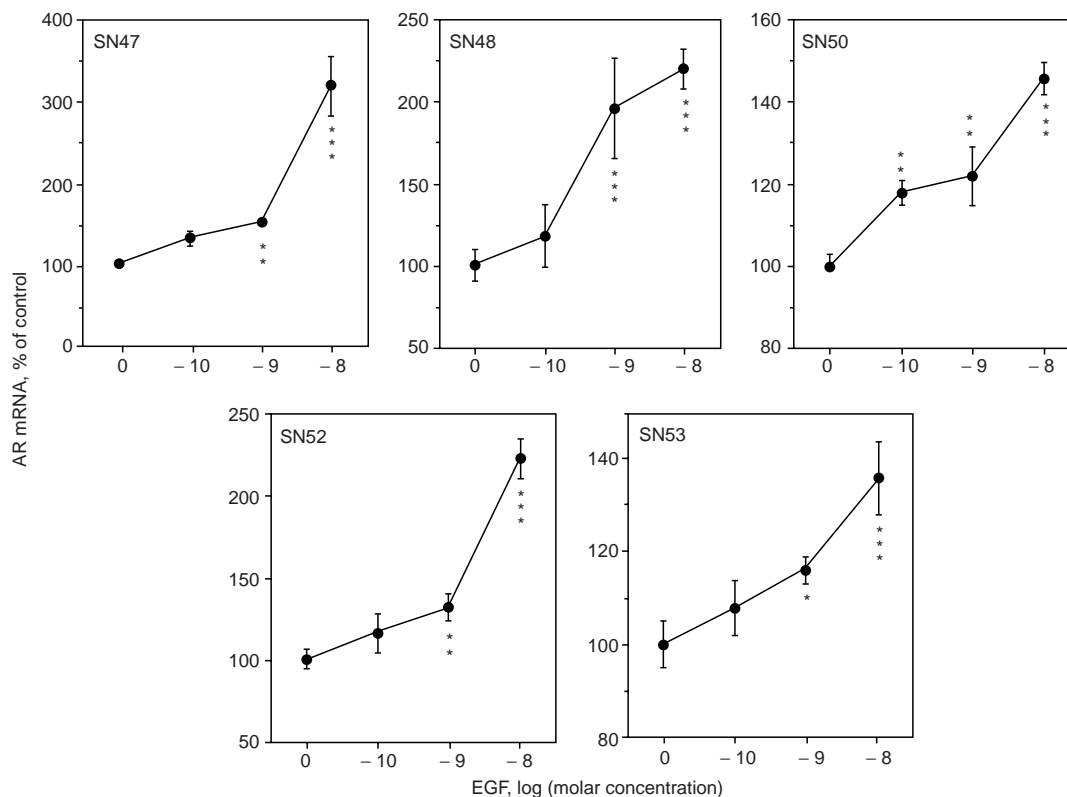 SN47
400
300
200
100
0
0 – 10 – 9 – 8
* * *
* *
SN48
250
200
150
100
50
0 – 10 – 9 – 8
* * *
* * *
SN50
160
140
120
100
80
0 – 10 – 9 – 8
* *
* *
* * *
AR mRNA, % of control
SN52
250
200
150
100
50
0 – 10 – 9 – 8
* * *
* *
SN53
140
120
100
80
0 – 10 – 9 – 8
* * *
*
EGF, log (molar concentration)